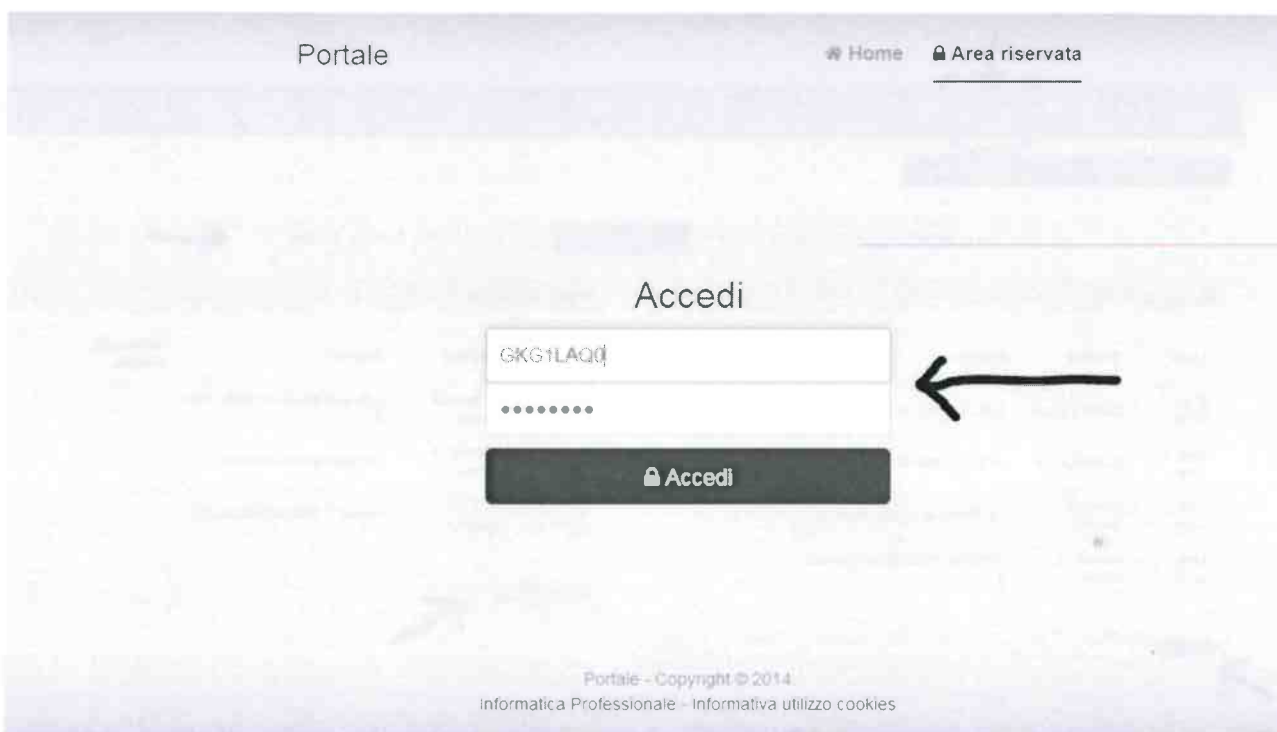 Portale
Home
Area riservata
Accedi
GKG1LAQ0
••••••••
Accedi
Portale - Copyright © 2014
Informatica Professionale - Informativa utilizzo cookies